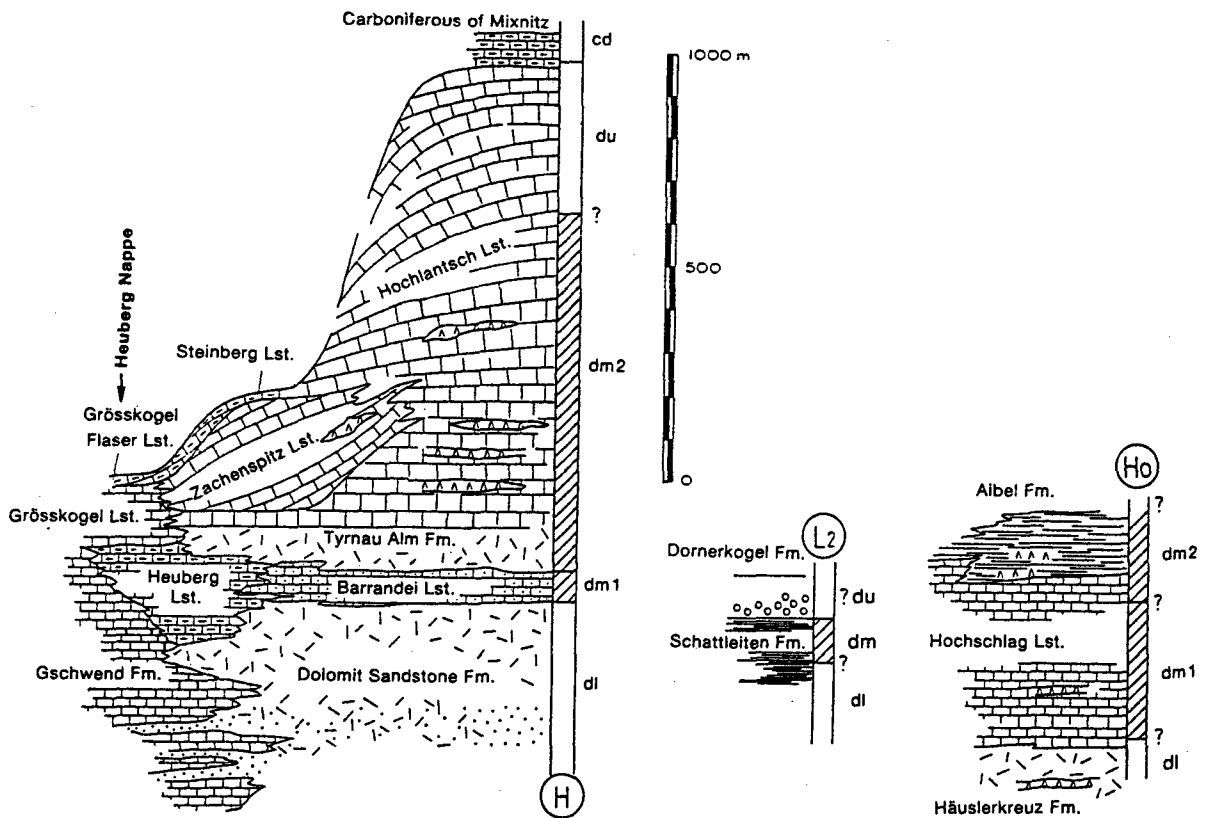 Carboniferous of Mixnitz
cd
du
?
Hochlantsch Lst.
dm2
Heuberg Nappe
Steinberg Lst.
Grösskogel
Flaser Lst.
Zachenspitz Lst.
Grösskogel Lst.
Tyrnau Alm Fm.
Heuberg
Lst.
Barrandei Lst.
dm1
Gschwend Fm.
Dolomit Sandstone Fm.
dl
H
1000 m
500
0
L2
Dornerkogel Fm.
? du
Schattleiten Fm.
dm
?
dl
Ho
Aibel Fm.
?
dm2
?
Hochschlag Lst.
dm1
?
dl
Häuslerkreuz Fm.